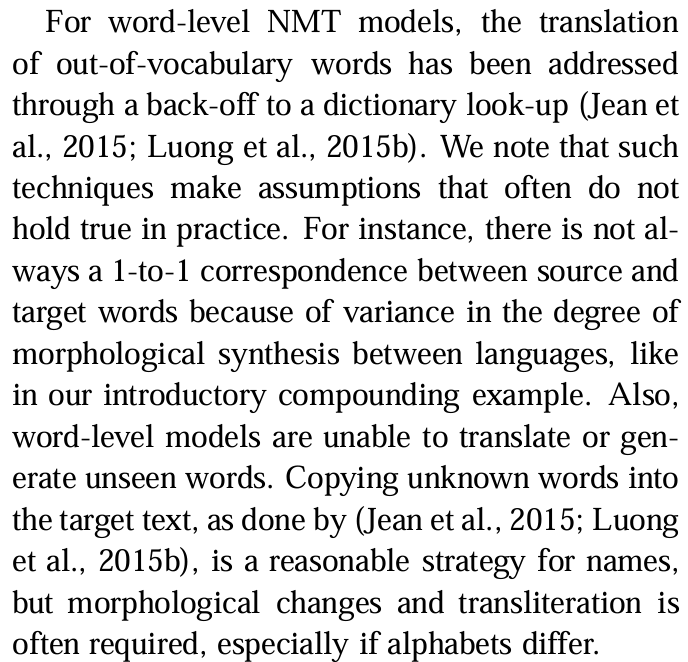 For word-level NMT models, the translation
of out-of-vocabulary words has been addressed
through a back-off to a dictionary look-up (Jean et
al., 2015; Luong et al., 2015b). We note that such
techniques make assumptions that often do not
hold true in practice. For instance, there is not al-
ways a 1-to-1 correspondence between source and
target words because of variance in the degree of
morphological synthesis between languages, like
in our introductory compounding example. Also,
word-level models are unable to translate or gen-
erate unseen words. Copying unknown words into
the target text, as done by (Jean et al., 2015; Luong
et al., 2015b), is a reasonable strategy for names,
but morphological changes and transliteration is
often required, especially if alphabets differ.